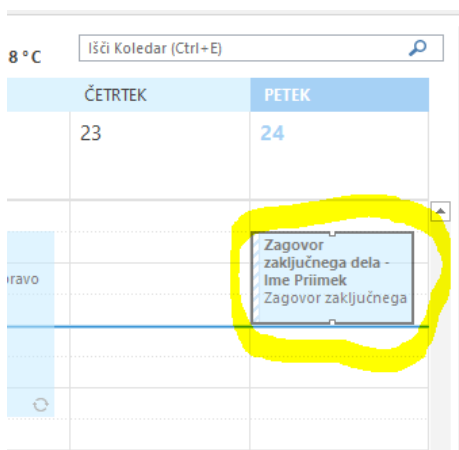 8°C
Išči Koledar (Ctrl+E)
ČETRTEK
PETEK
23
24
Zagovor
zaključnega dela -
Ime Priimek
Zagovor zaključnega